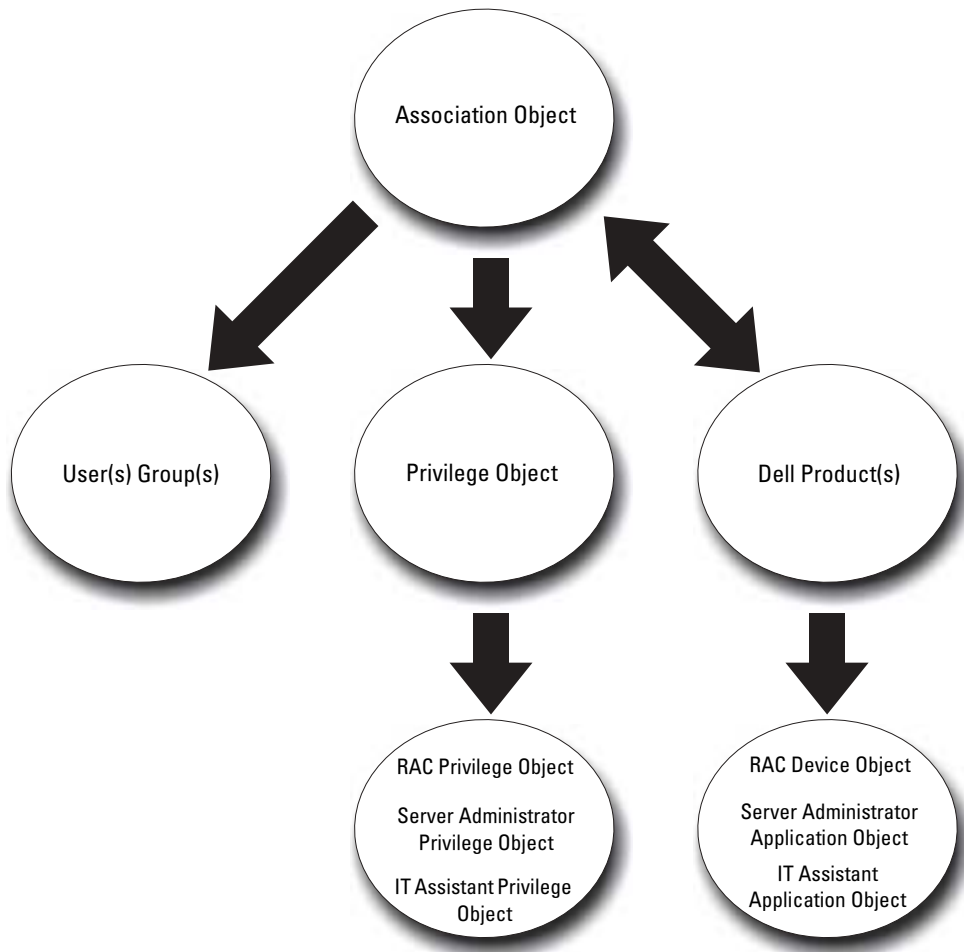 Association Object
User(s) Group(s)
Privilege Object
Dell Product(s)
RAC Privilege Object
Server Administrator
Privilege Object
IT Assistant Privilege
Object
RAC Device Object
Server Administrator
Application Object
IT Assistant
Application Object